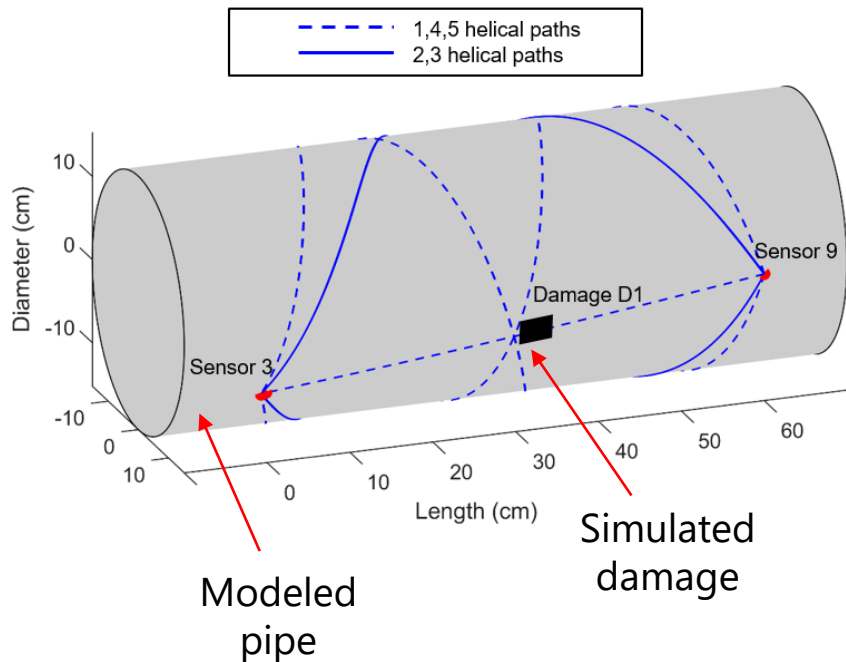 1,4,5 helical paths
2,3 helical paths
Diameter (cm)
10
0
-10
-10
0
10
Sensor 3
Damage D1
Sensor 9
0
10
20
30
40
50
60
Length (cm)
Modeled
pipe
Simulated
damage